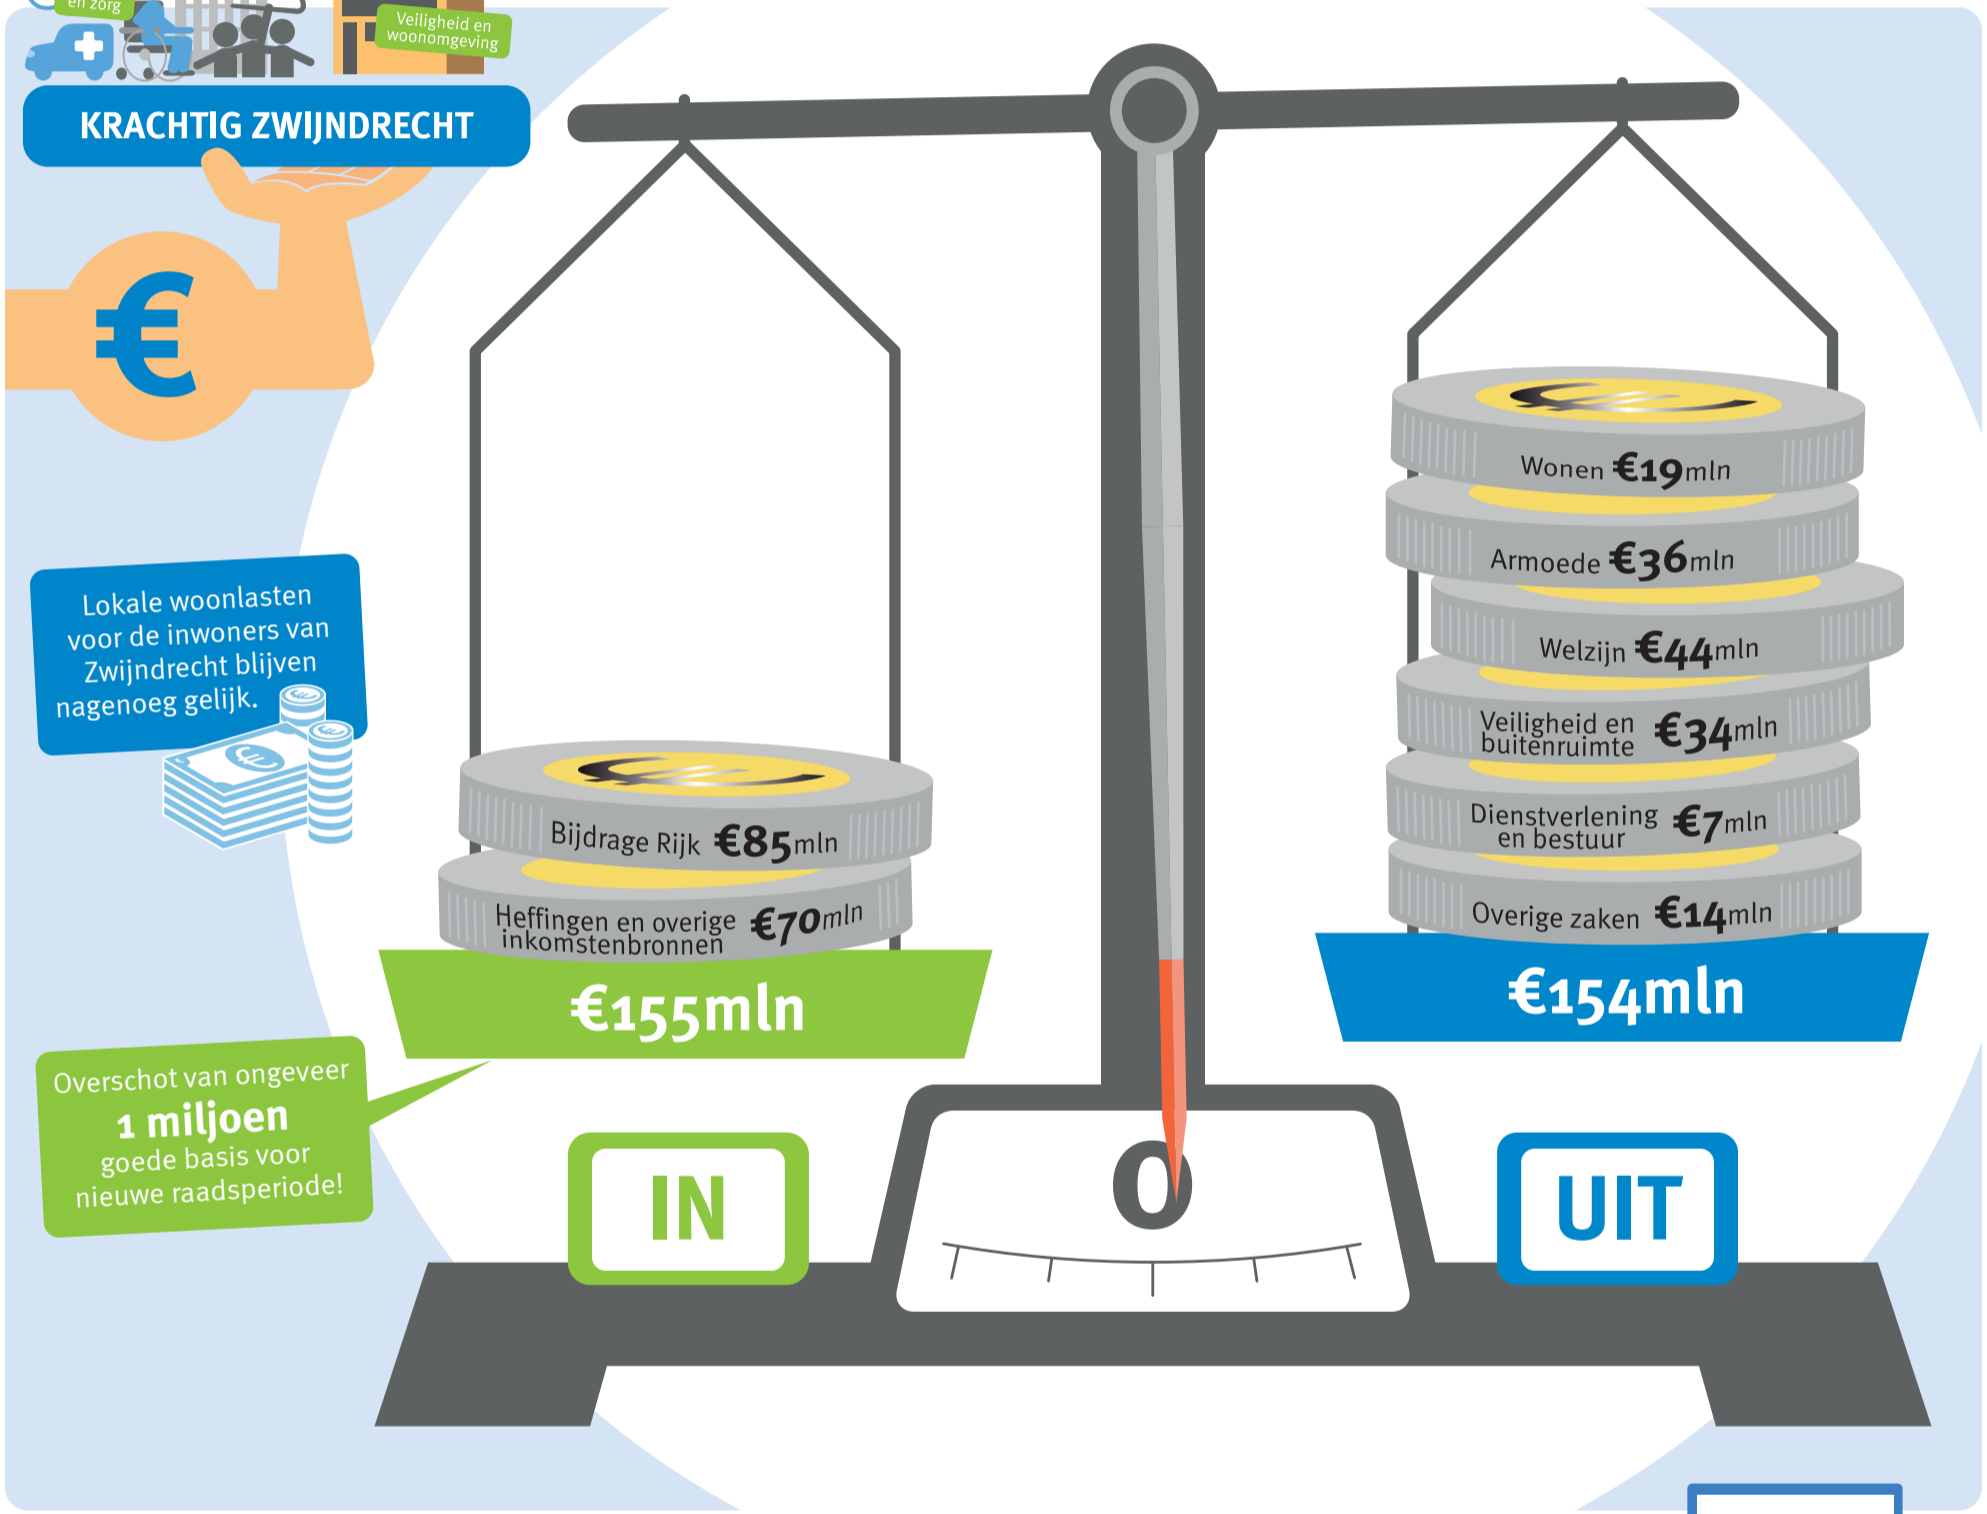 en zorg
Veiligheid en
woonomgeving
KRACHTIG ZWIJNDRECHT
€
Lokale woonlasten
voor de inwoners van
Zwijndrecht blijven
nagenoeg gelijk.
Overschot van ongeveer
1 miljoen
goede basis voor
nieuwe raadsperiode!
Bijdrage Rijk €85mln
Heffingen en overige
inkomstenbronnen €70mln
€155mln
IN
0
Wonen €19mln
Armoede €36mln
Welzijn €44mln
Veiligheid en
buitenruimte €34mln
Dienstverlening
en bestuur €7mln
Overige zaken €14mln
€154mln
UIT